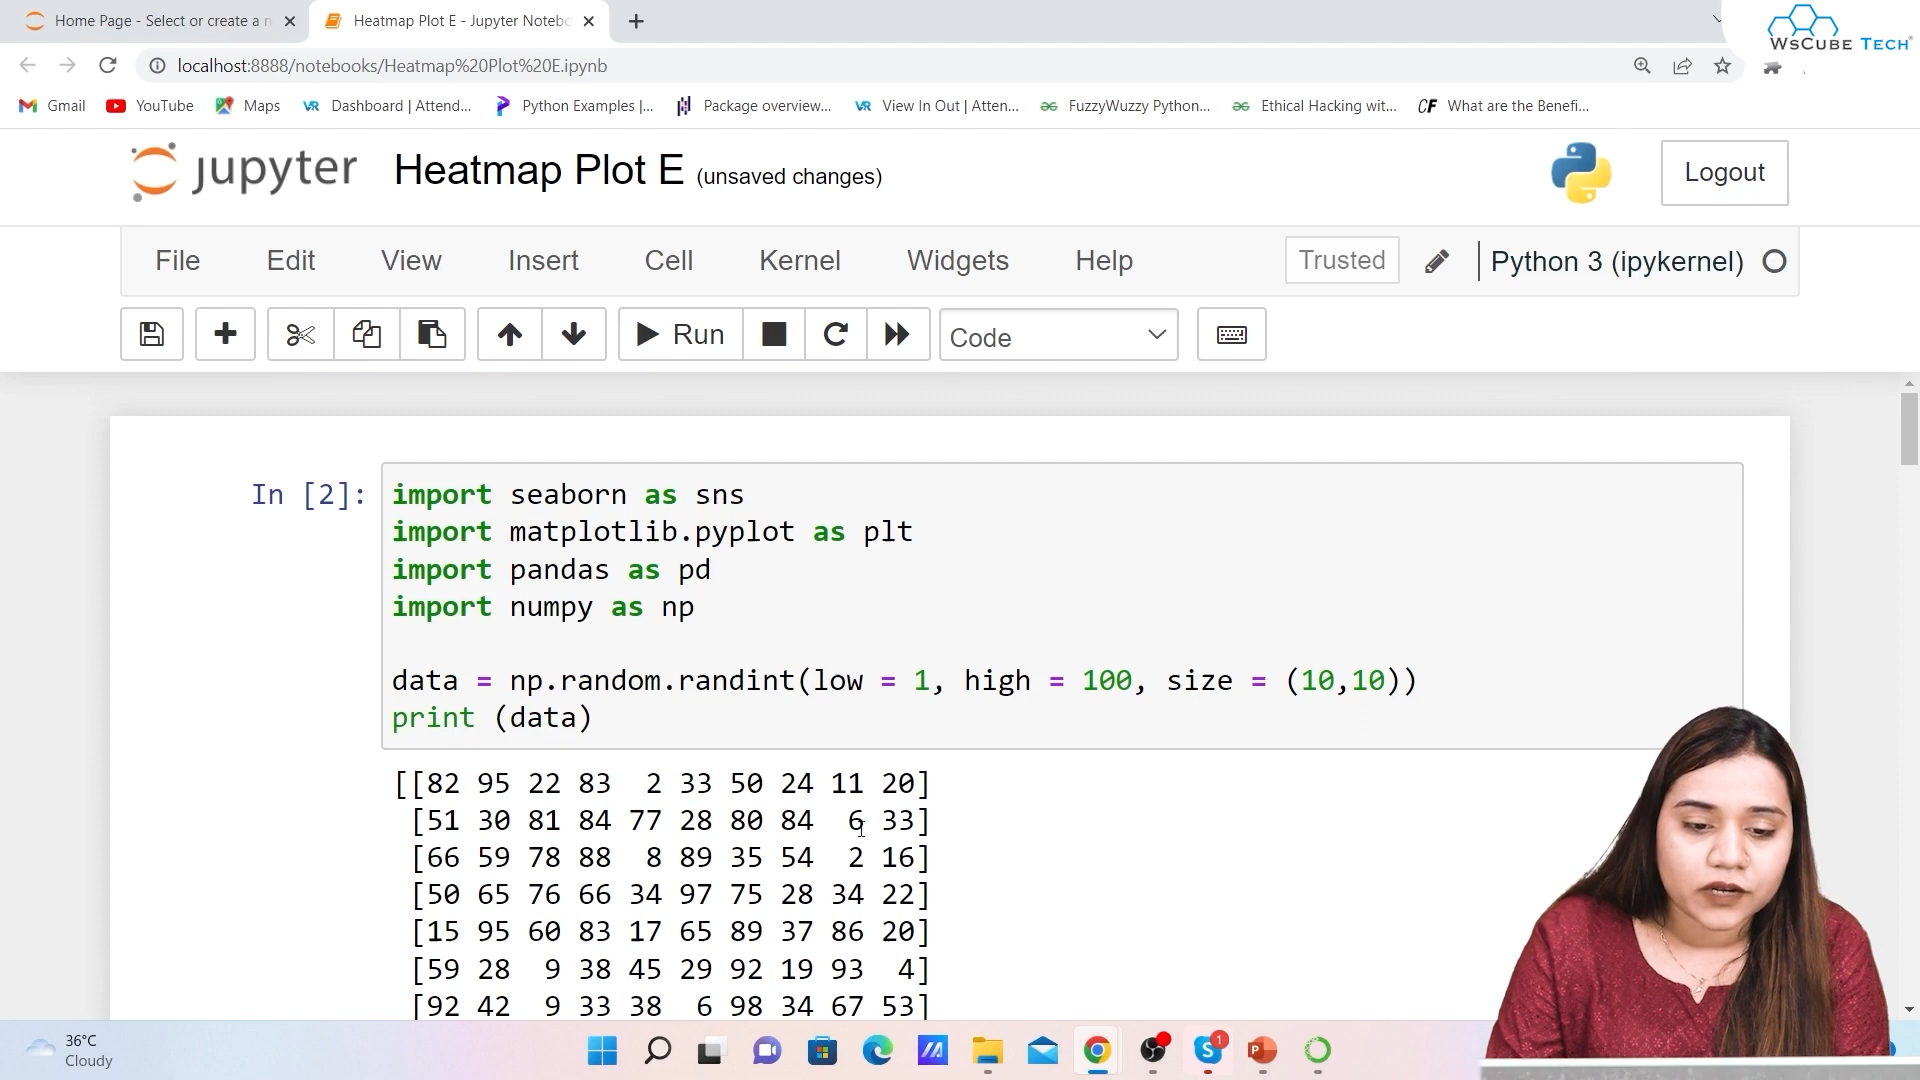 Home Page - Select or create a n
Heatmap Plot E - Jupyter Notebo
WsCube Tech
localhost:8888/notebooks/Heatmap%20Plot%20E.ipynb
Gmail YouTube Maps VR Dashboard | Attend... Python Examples |... Package overview... VR View In Out | Atten... FuzzyWuzzy Python... Ethical Hacking wit... CF What are the Benefi...
jupyter Heatmap Plot E (unsaved changes) Logout
File Edit View Insert Cell Kernel Widgets Help Trusted Python 3 (ipykernel)
Run Code
In [2]: import seaborn as sns
import matplotlib.pyplot as plt
import pandas as pd
import numpy as np
data = np.random.randint(low = 1, high = 100, size = (10,10))
print (data)
[[82 95 22 83 2 33 50 24 11 20]
[51 30 81 84 77 28 80 84 6 33]
[66 59 78 88 8 89 35 54 2 16]
[50 65 76 66 34 97 75 28 34 22]
[15 95 60 83 17 65 89 37 86 20]
[59 28 9 38 45 29 92 19 93 4]
[92 42 9 33 38 6 98 34 67 53]
36°C
Cloudy
1